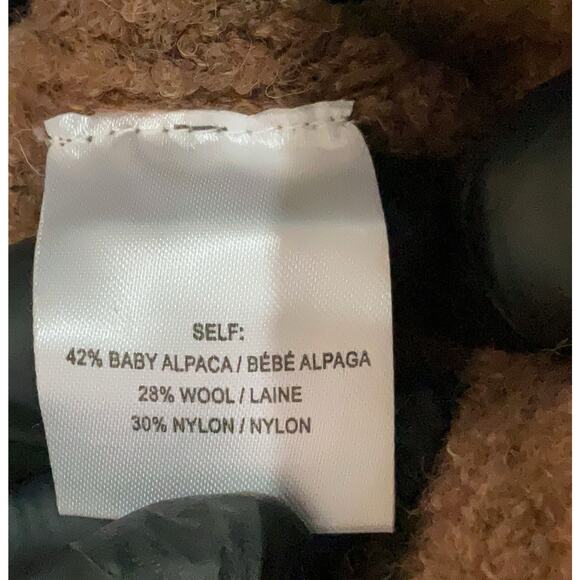 SELF:
42% BABY ALPACA / BÉBÉ ALPAGA
28% WOOL / LAINE
30% NYLON / NYLON